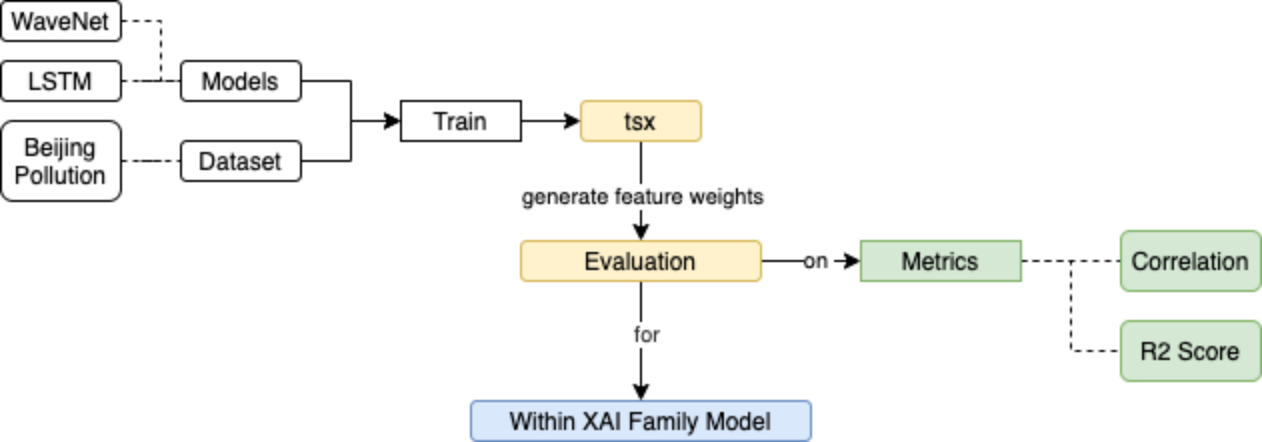 WaveNet
LSTM
Models
Beijing
Pollution
Dataset
Train
tsx
generate feature weights
Evaluation
on
Metrics
Correlation
R2 Score
for
Within XAI Family Model